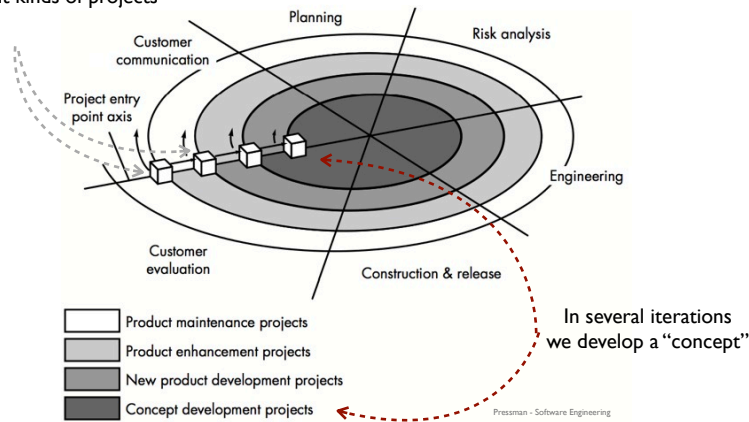 kinds of projects
Planning
Risk analysis
Customer
communication
Project entry
point axis
Engineering
Customer
evaluation
Construction & release
Product maintenance projects
Product enhancement projects
New product development projects
Concept development projects
In several iterations
we develop a “concept”
Pressman - Software Engineering